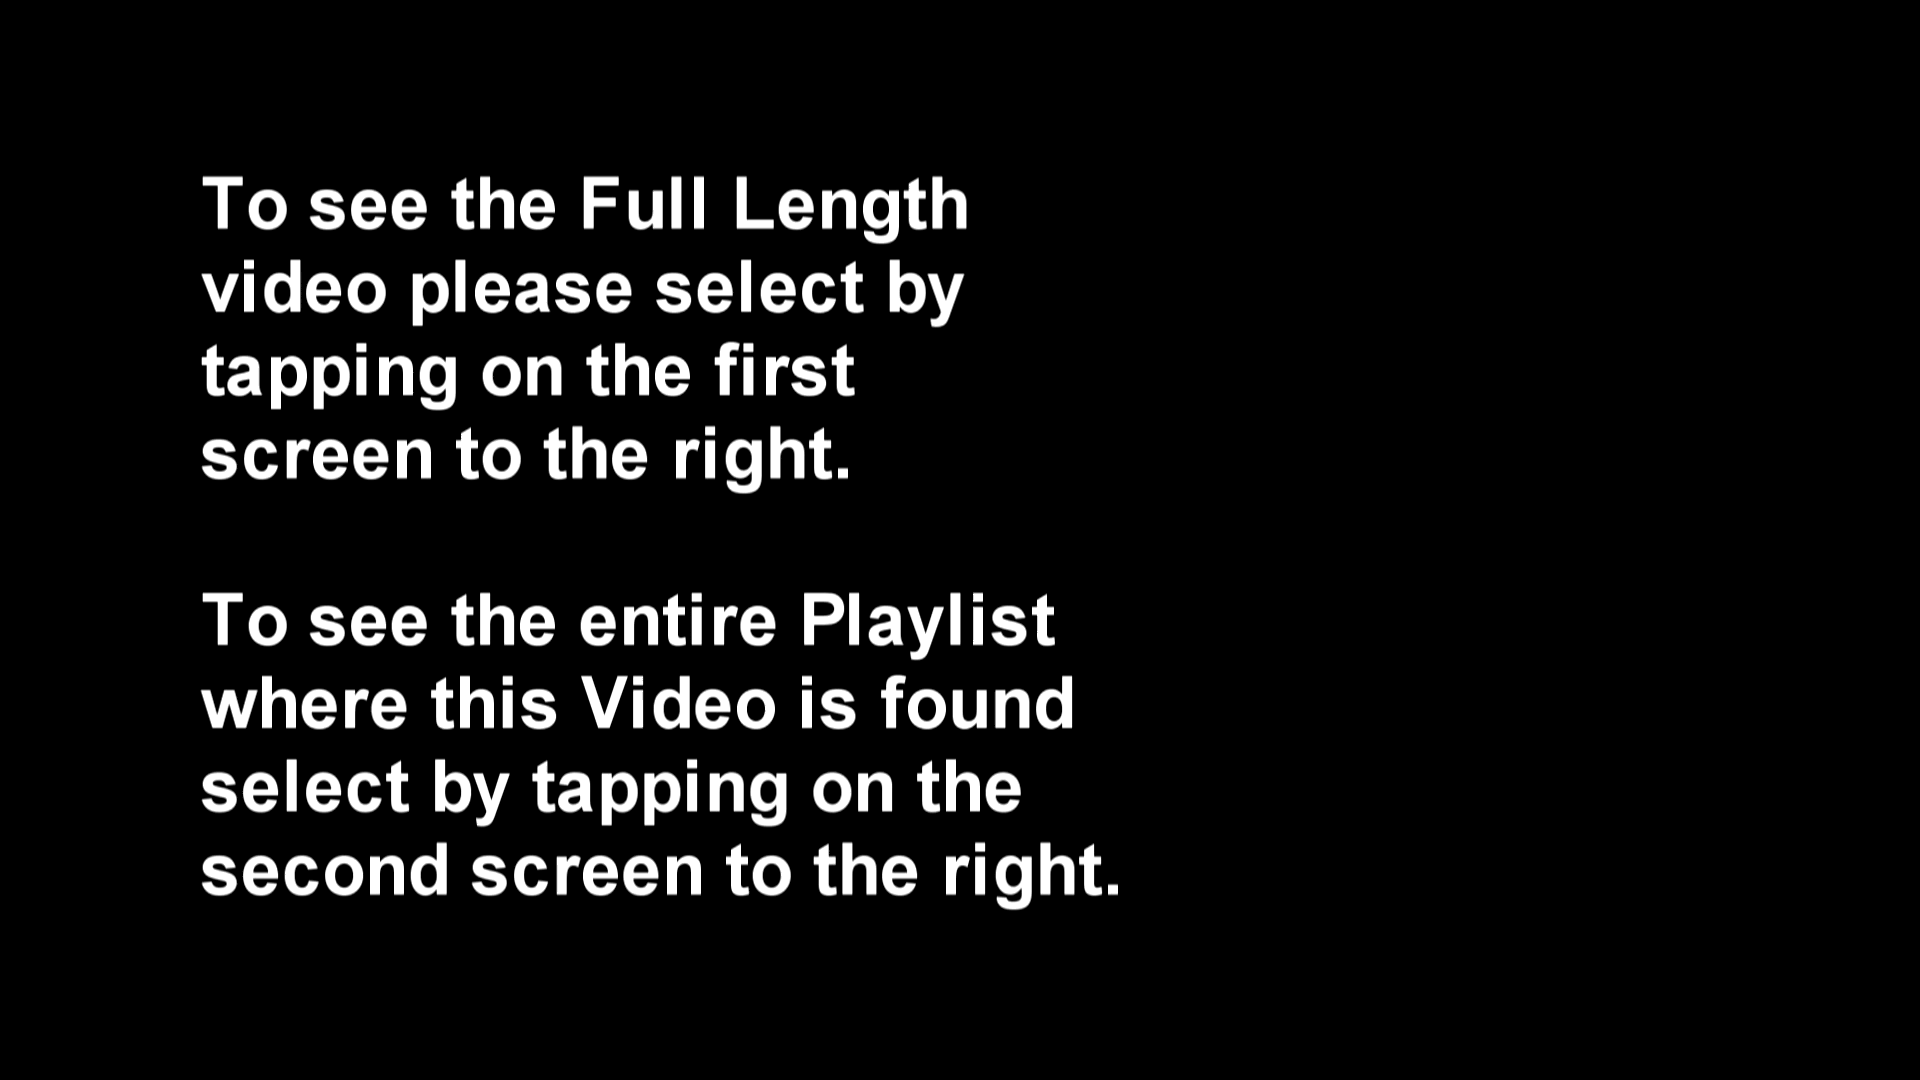 To see the Full Length
video please select by
tapping on the first
screen to the right.
To see the entire Playlist
where this Video is found
select by tapping on the
second screen to the right.